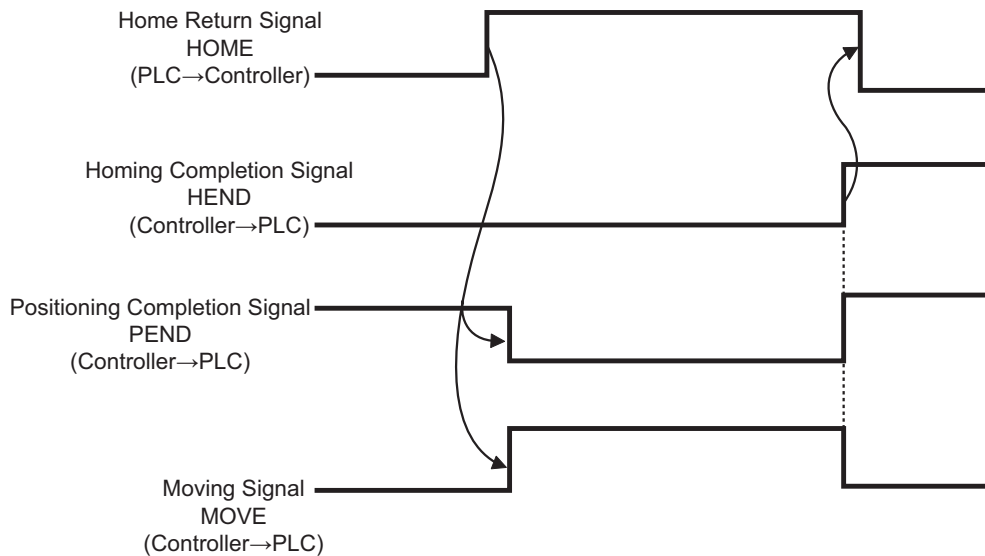 Home Return Signal
HOME
(PLC→Controller)
Homing Completion Signal
HEND
(Controller→PLC)
Positioning Completion Signal
PEND
(Controller→PLC)
Moving Signal
MOVE
(Controller→PLC)